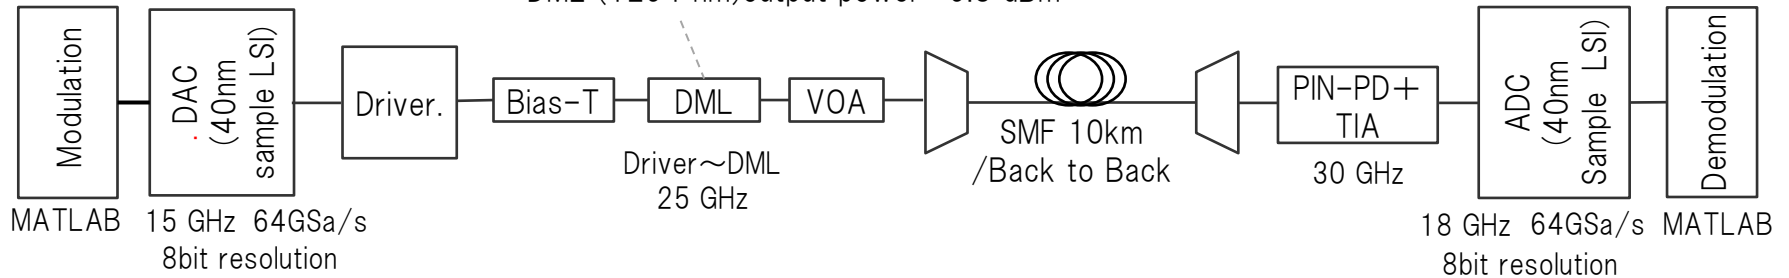 Modulation
DAC
(40nm
sample LSI)
Driver.
Bias-T
DML
VOA
SMF 10km
/Back to Back
PIN-PD+
TIA
ADC
(40nm
Sample LSI)
Demodulation
Driver~DML
25 GHz
30 GHz
MATLAB
15 GHz 64GSa/s
8bit resolution
18 GHz 64GSa/s
8bit resolution
MATLAB